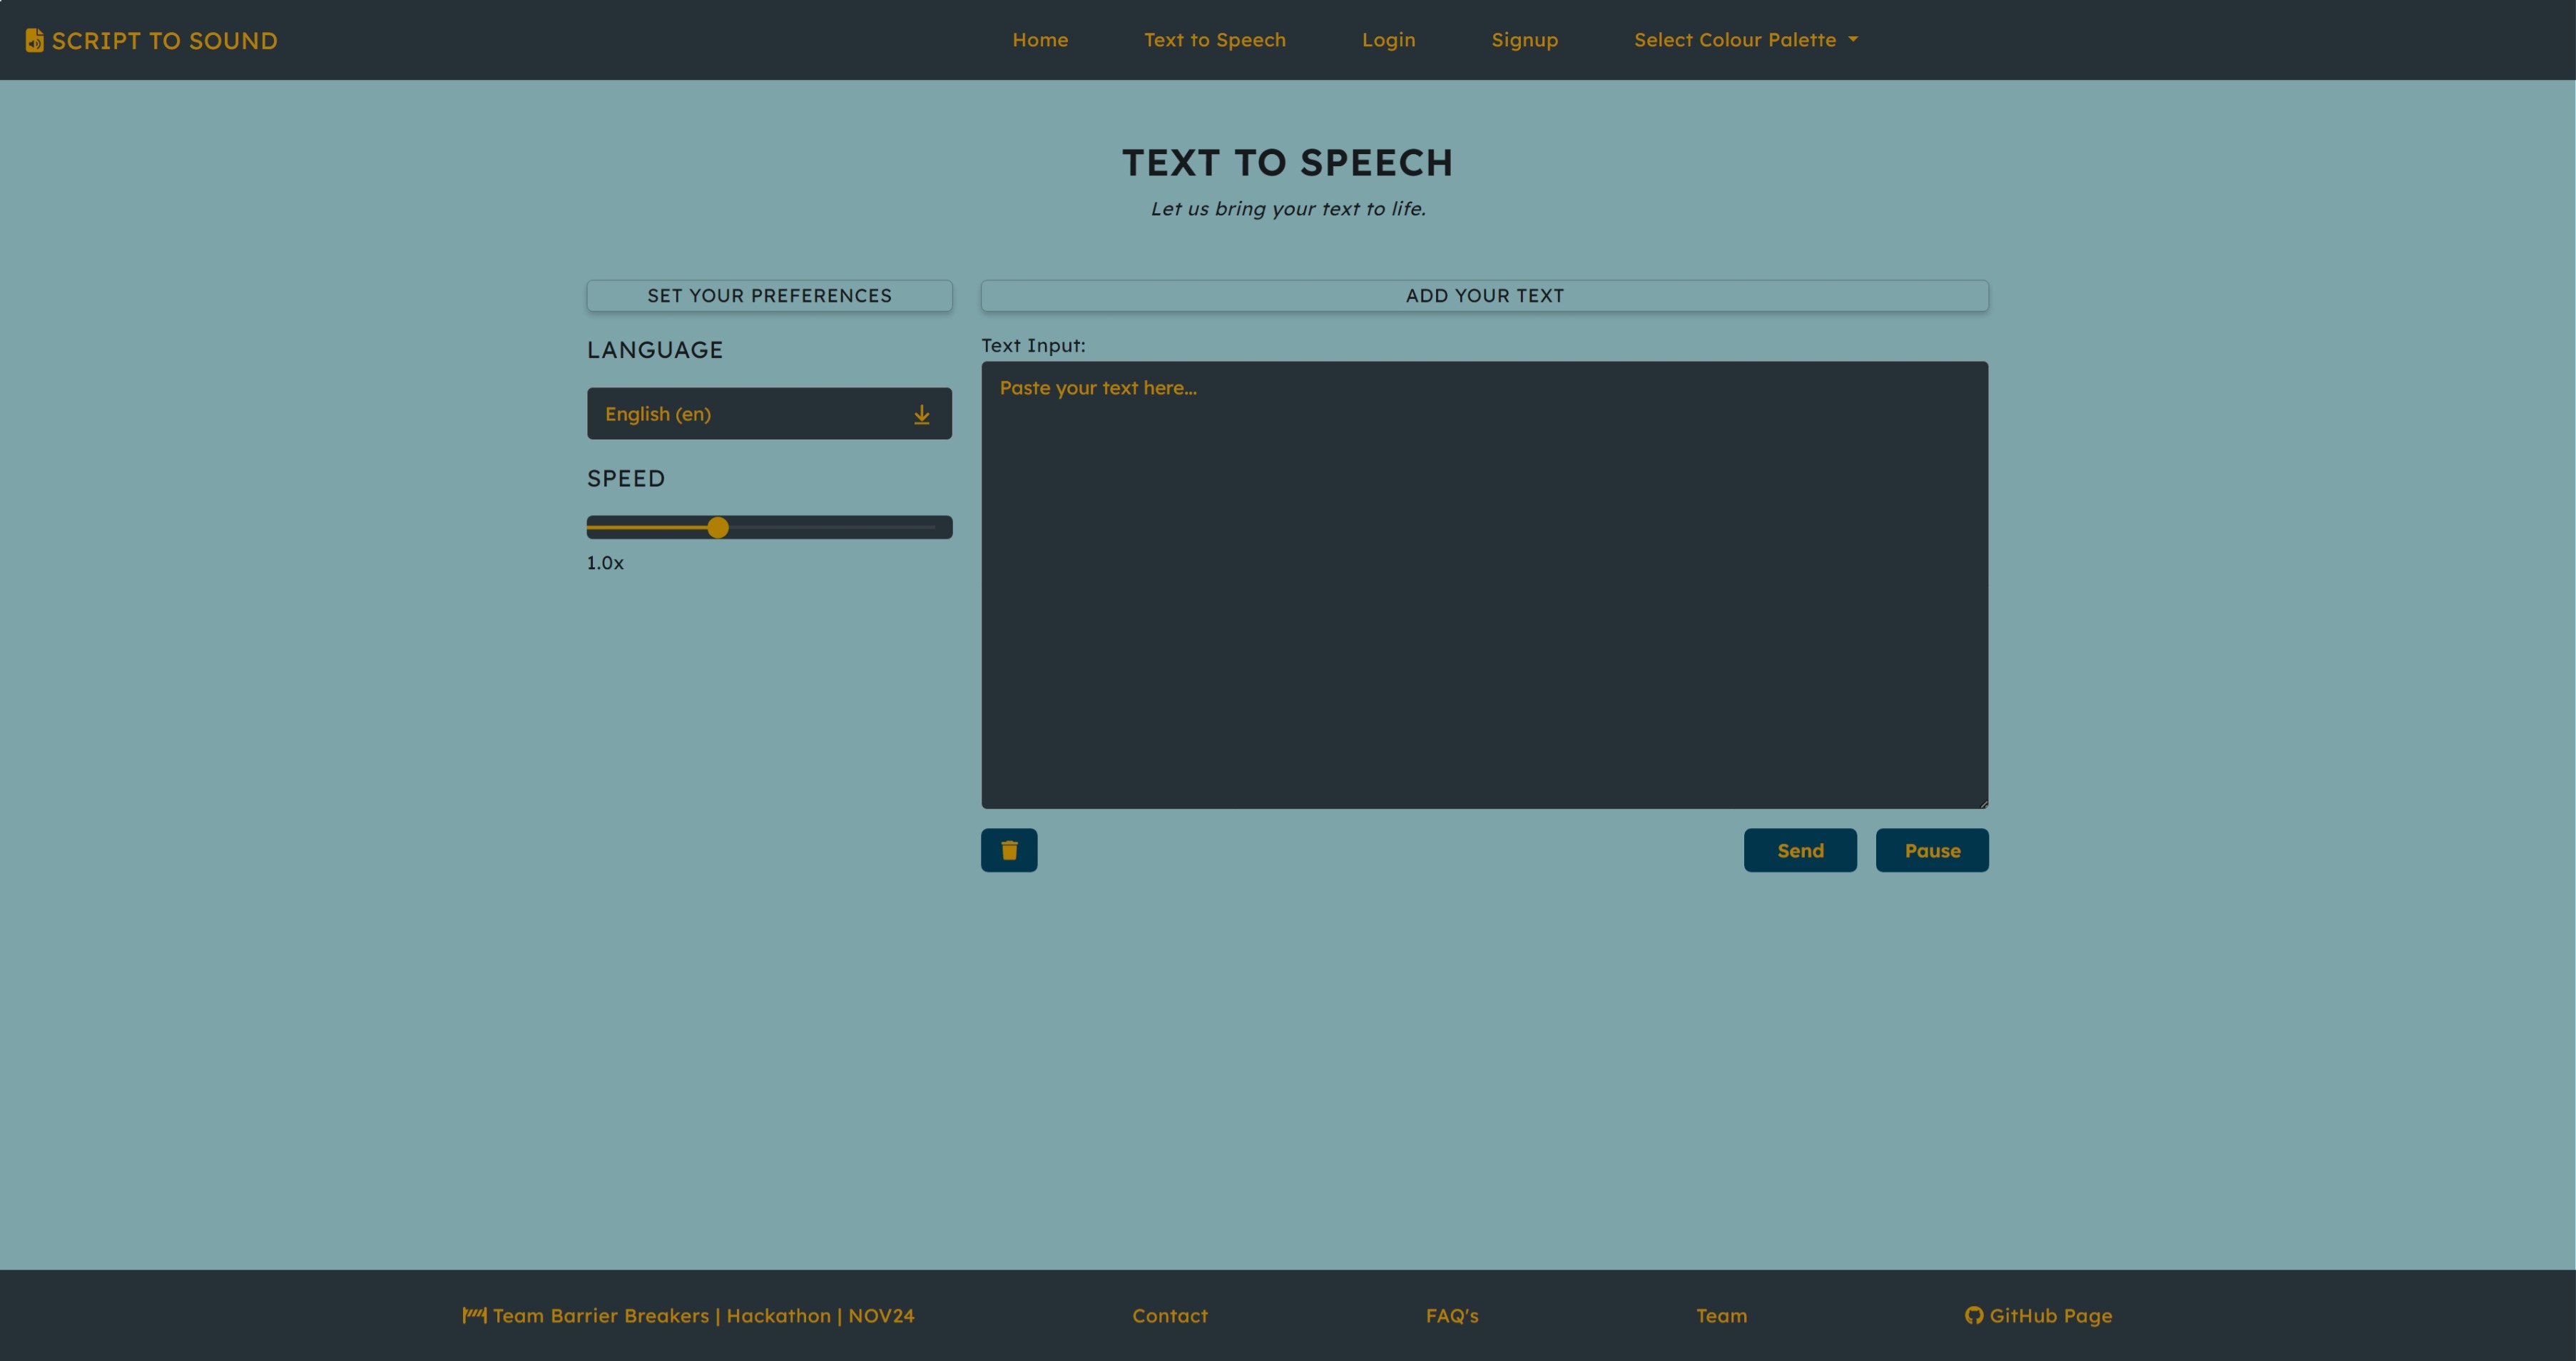 SCRIPT TO SOUND
Home
Text to Speech
Login
Signup
Select Colour Palette
TEXT TO SPEECH
Let us bring your text to life.
SET YOUR PREFERENCES
LANGUAGE
English (en)
SPEED
1.0x
ADD YOUR TEXT
Text Input:
Paste your text here...
Send
Pause
Team Barrier Breakers | Hackathon | NOV24
Contact
FAQ's
Team
GitHub Page